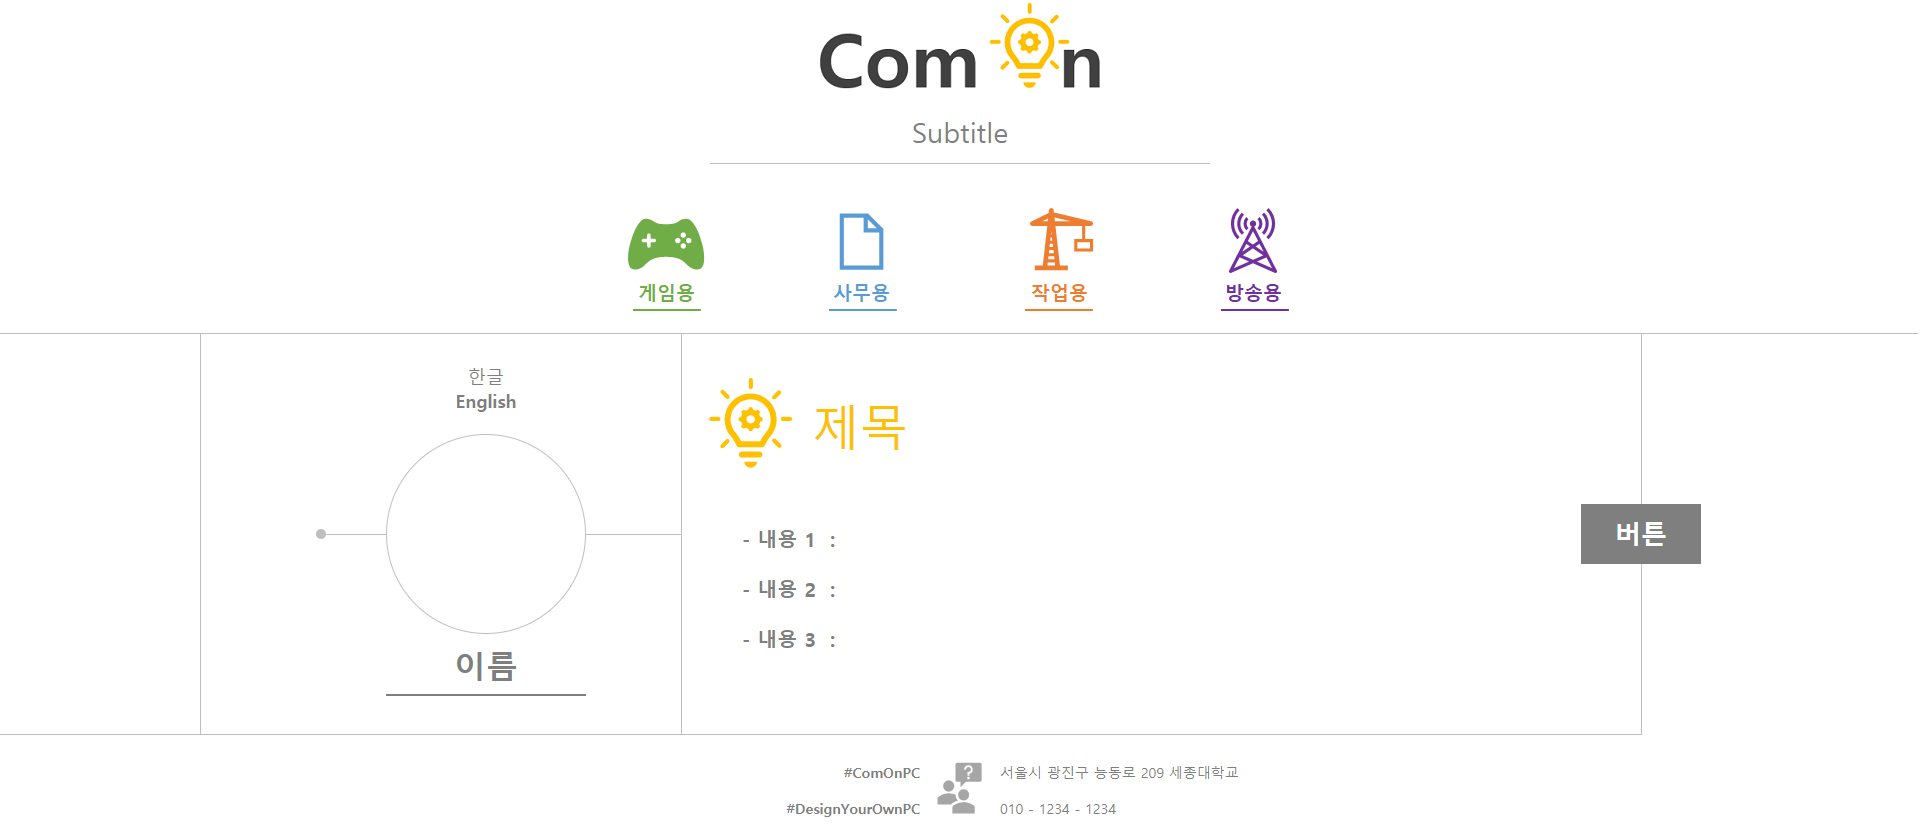 Com n
Subtitle
게임용
사무용
작업용
방송용
한글
English
이름
제목
- 내용 1 :
- 내용 2 :
- 내용 3 :
버튼
#ComOnPC
#DesignYourOwnPC
?
서울시 광진구 능동로 209 세종대학교
010 - 1234 - 1234